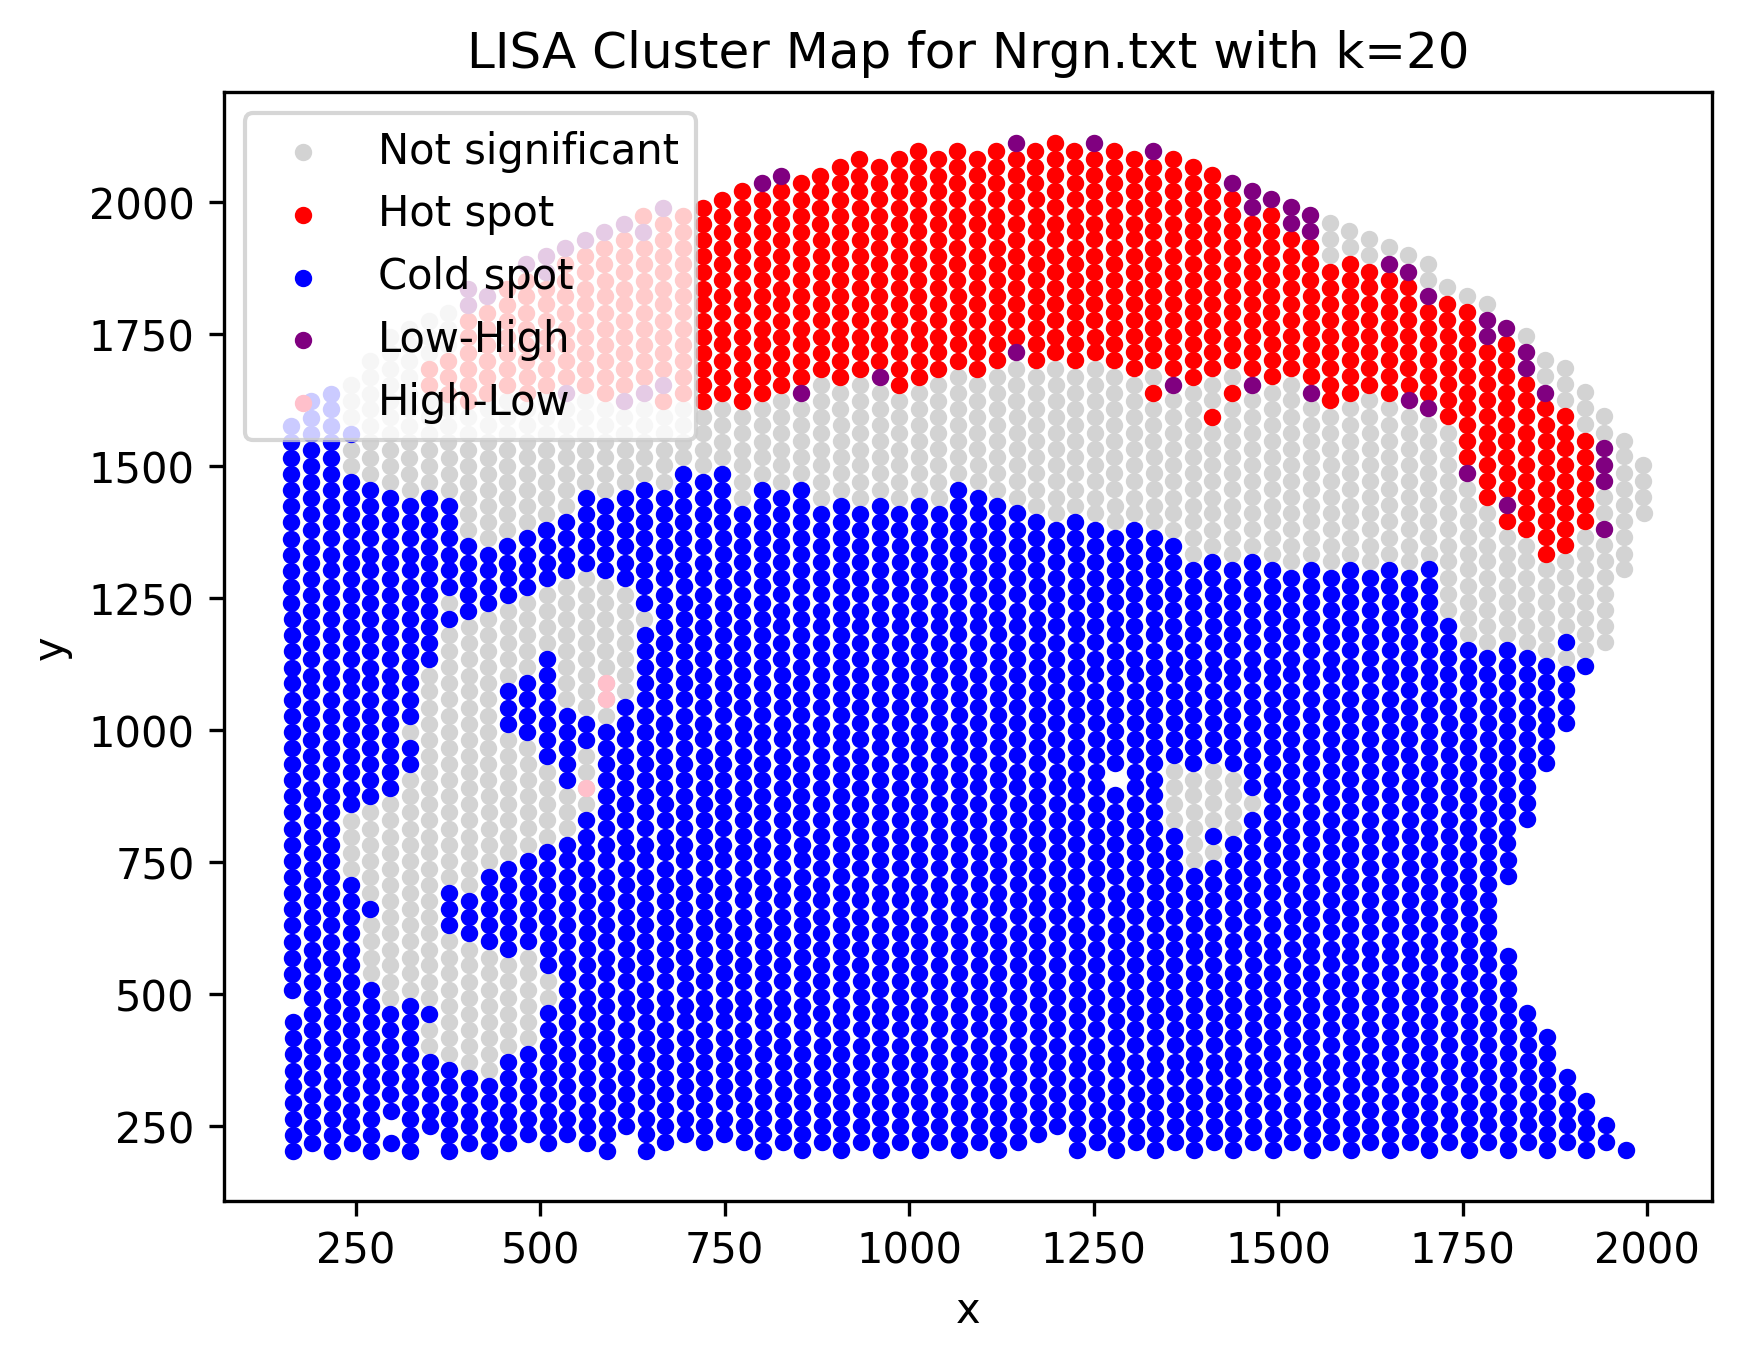 LISA Cluster Map for Nrgn.txt with k=20
Not significant
Hot spot
Cold spot
Low-High
High-Low
2000
1750
1500
1250
1000
750
500
250
y
250 500 750 1000 1250 1500 1750 2000
x